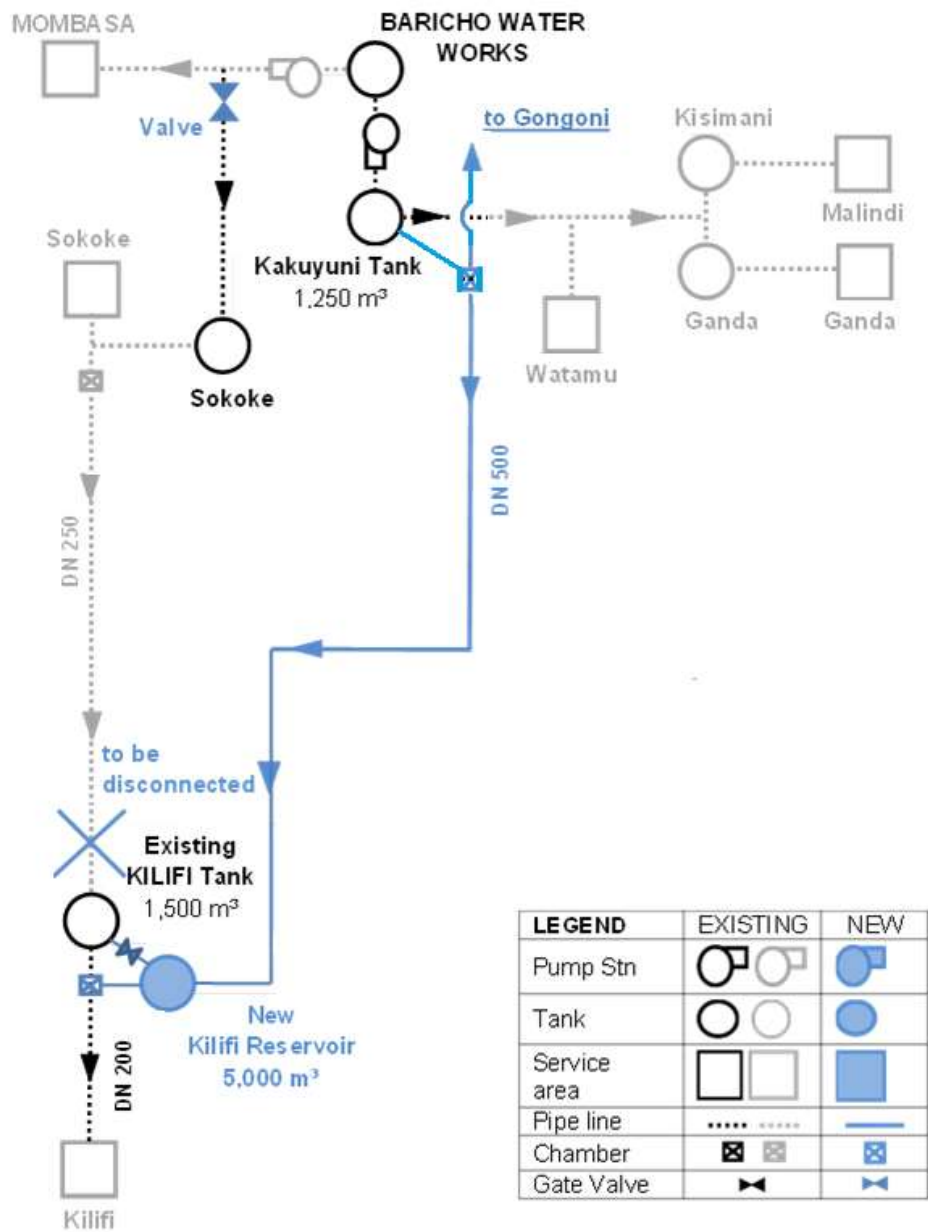 MOMBASA
BARICHO WATER
WORKS
Valve
to Gongoni
Kisimani
Malindi
Sokoke
Kakuyuni Tank
1,250 m³
Ganda
Ganda
Watamu
Sokoke
DN 500
DN 250
to be
disconnected
Existing
KILIFI Tank
1,500 m³
New
Kilifi Reservoir
5,000 m³
DN 200
Kilifi
LEGEND EXISTING NEW
Pump Stn
Tank
Service
area
Pipe line
Chamber
Gate Valve